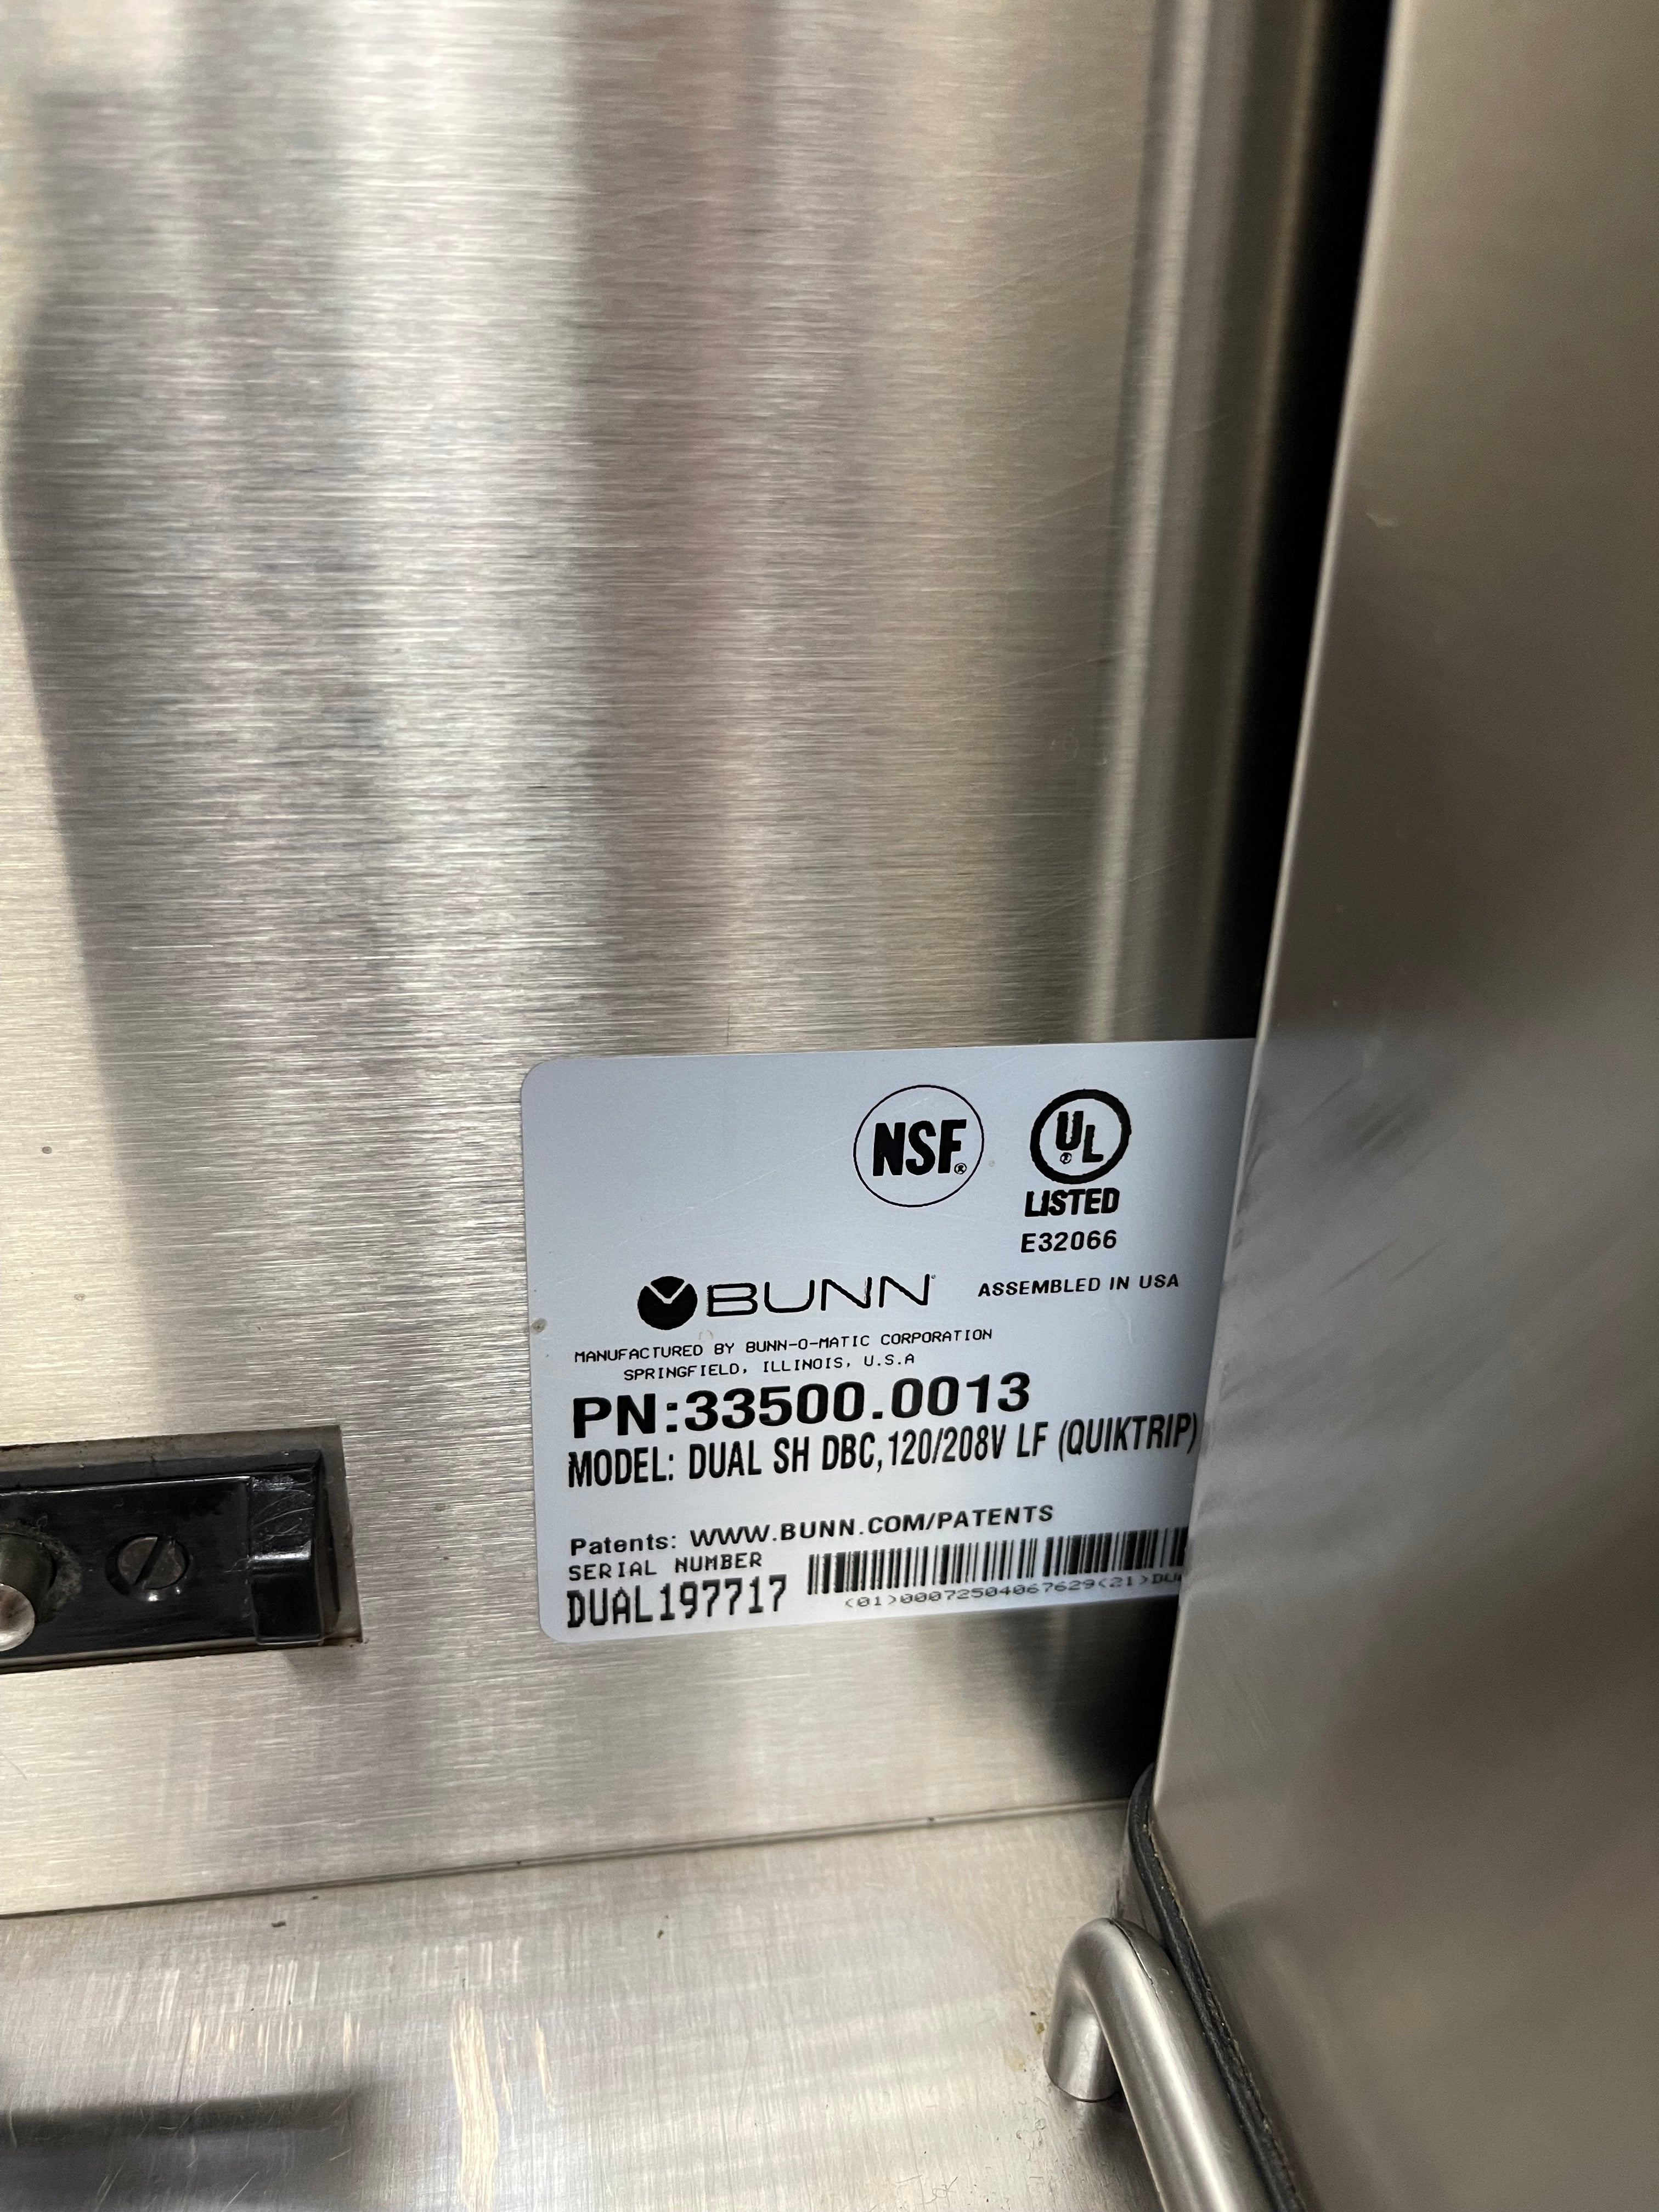 NSF®
UL®
LISTED
E32066
BUNN® ASSEMBLED IN USA
MANUFACTURED BY BUNN-O-MATIC CORPORATION
SPRINGFIELD, ILLINOIS, U.S.A
PN:33500.0013
MODEL: DUAL SH DBC,120/208V LF (QUIKTRIP)
Patents: WWW.BUNN.COM/PATENTS
SERIAL NUMBER
DUAL197717
(01)00072504067629(21)DU